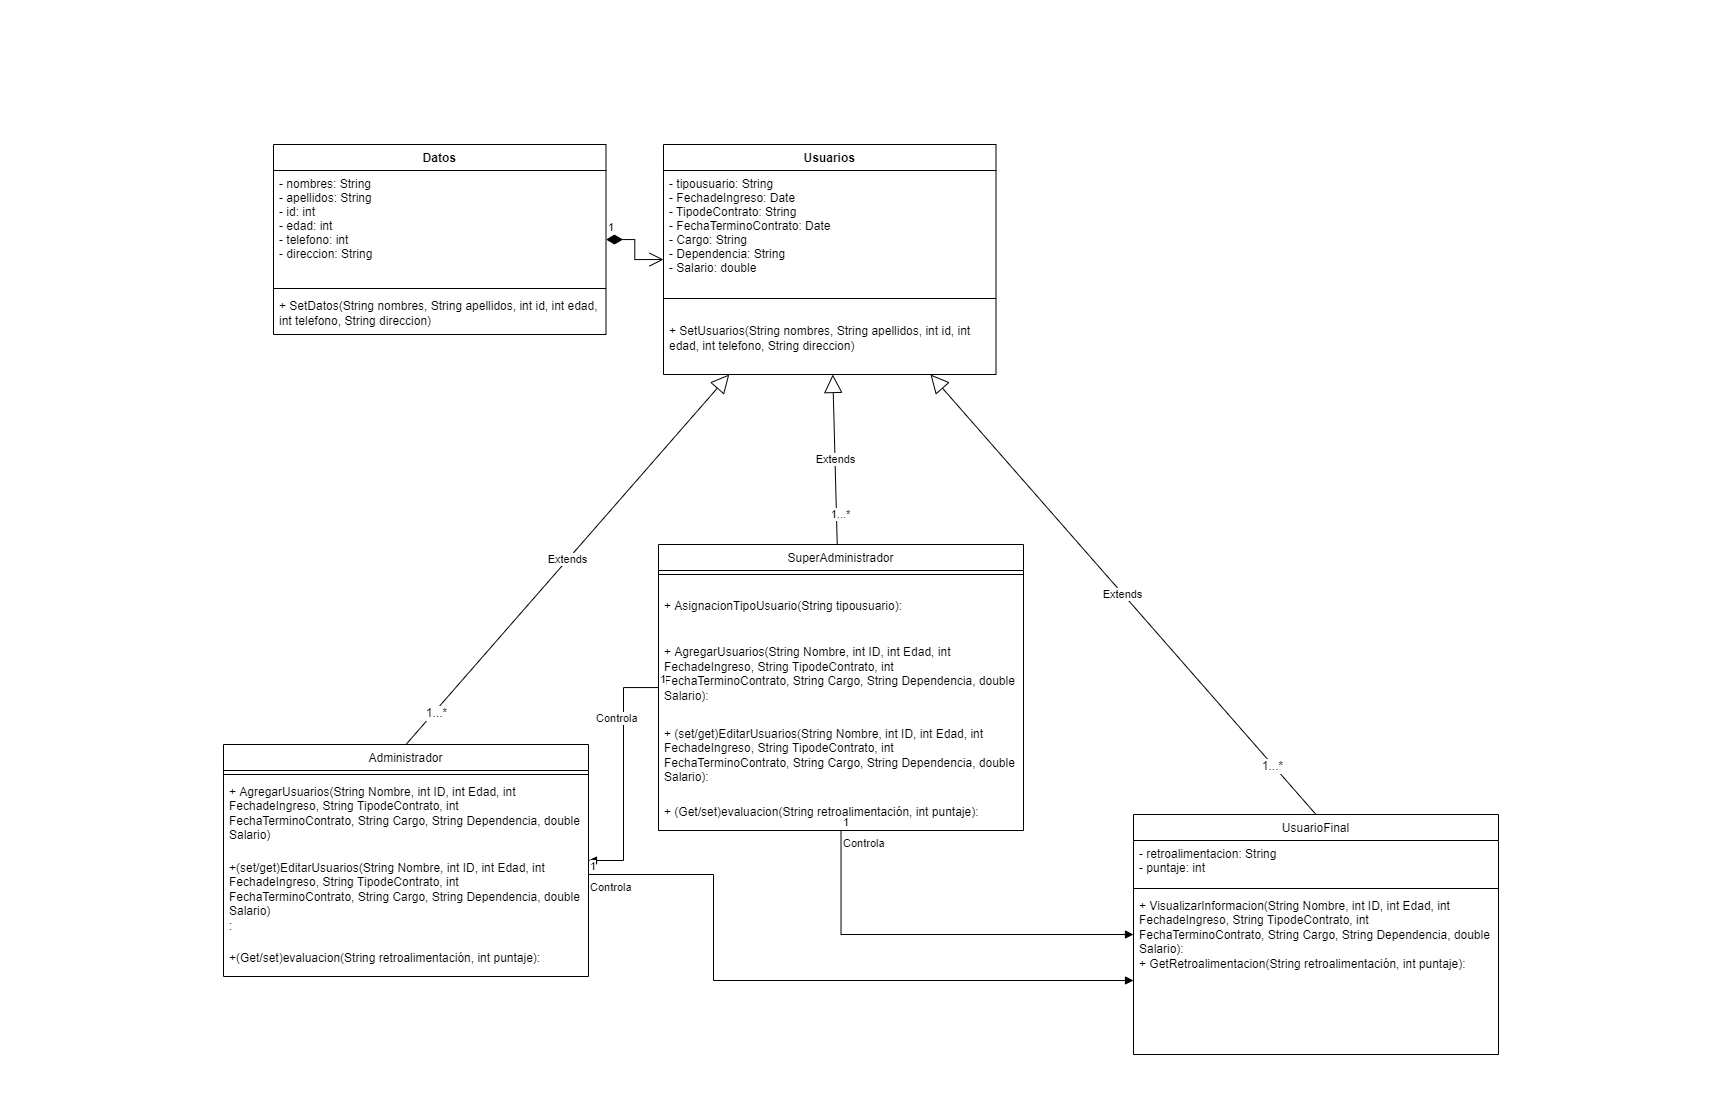 Datos
- nombres: String
- apellidos: String
- id: int
- edad: int
- telefono: int
- direccion: String
+ SetDatos(String nombres, String apellidos, int id, int edad,
int telefono, String direccion)
1
Usuarios
- tipousuario: String
- FechadeIngreso: Date
- TipodeContrato: String
- FechaTerminoContrato: Date
- Cargo: String
- Dependencia: String
- Salario: double
+ SetUsuarios(String nombres, String apellidos, int id, int
edad, int telefono, String direccion)
Extends
1...*
Extends
1...*
Extends
1...*
SuperAdministrador
+ AsignacionTipoUsuario(String tipousuario):
+ AgregarUsuarios(String Nombre, int ID, int Edad, int
FechadeIngreso, String TipodeContrato, int
FechaTerminoContrato, String Cargo, String Dependencia, double
Salario):
+ (set/get)EditarUsuarios(String Nombre, int ID, int Edad, int
FechadeIngreso, String TipodeContrato, int
FechaTerminoContrato, String Cargo, String Dependencia, double
Salario):
+ (Get/set)evaluacion(String retroalimentación, int puntaje):
1
Controla
1
Controla
Administrador
+ AgregarUsuarios(String Nombre, int ID, int Edad, int
FechadeIngreso, String TipodeContrato, int
FechaTerminoContrato, String Cargo, String Dependencia, double
Salario)
+(set/get)EditarUsuarios(String Nombre, int ID, int Edad, int
FechadeIngreso, String TipodeContrato, int
FechaTerminoContrato, String Cargo, String Dependencia, double
Salario)
:
+(Get/set)evaluacion(String retroalimentación, int puntaje):
1
Controla
UsuarioFinal
- retroalimentacion: String
- puntaje: int
+ VisualizarInformacion(String Nombre, int ID, int Edad, int
FechadeIngreso, String TipodeContrato, int
FechaTerminoContrato, String Cargo, String Dependencia, double
Salario):
+ GetRetroalimentacion(String retroalimentación, int puntaje):